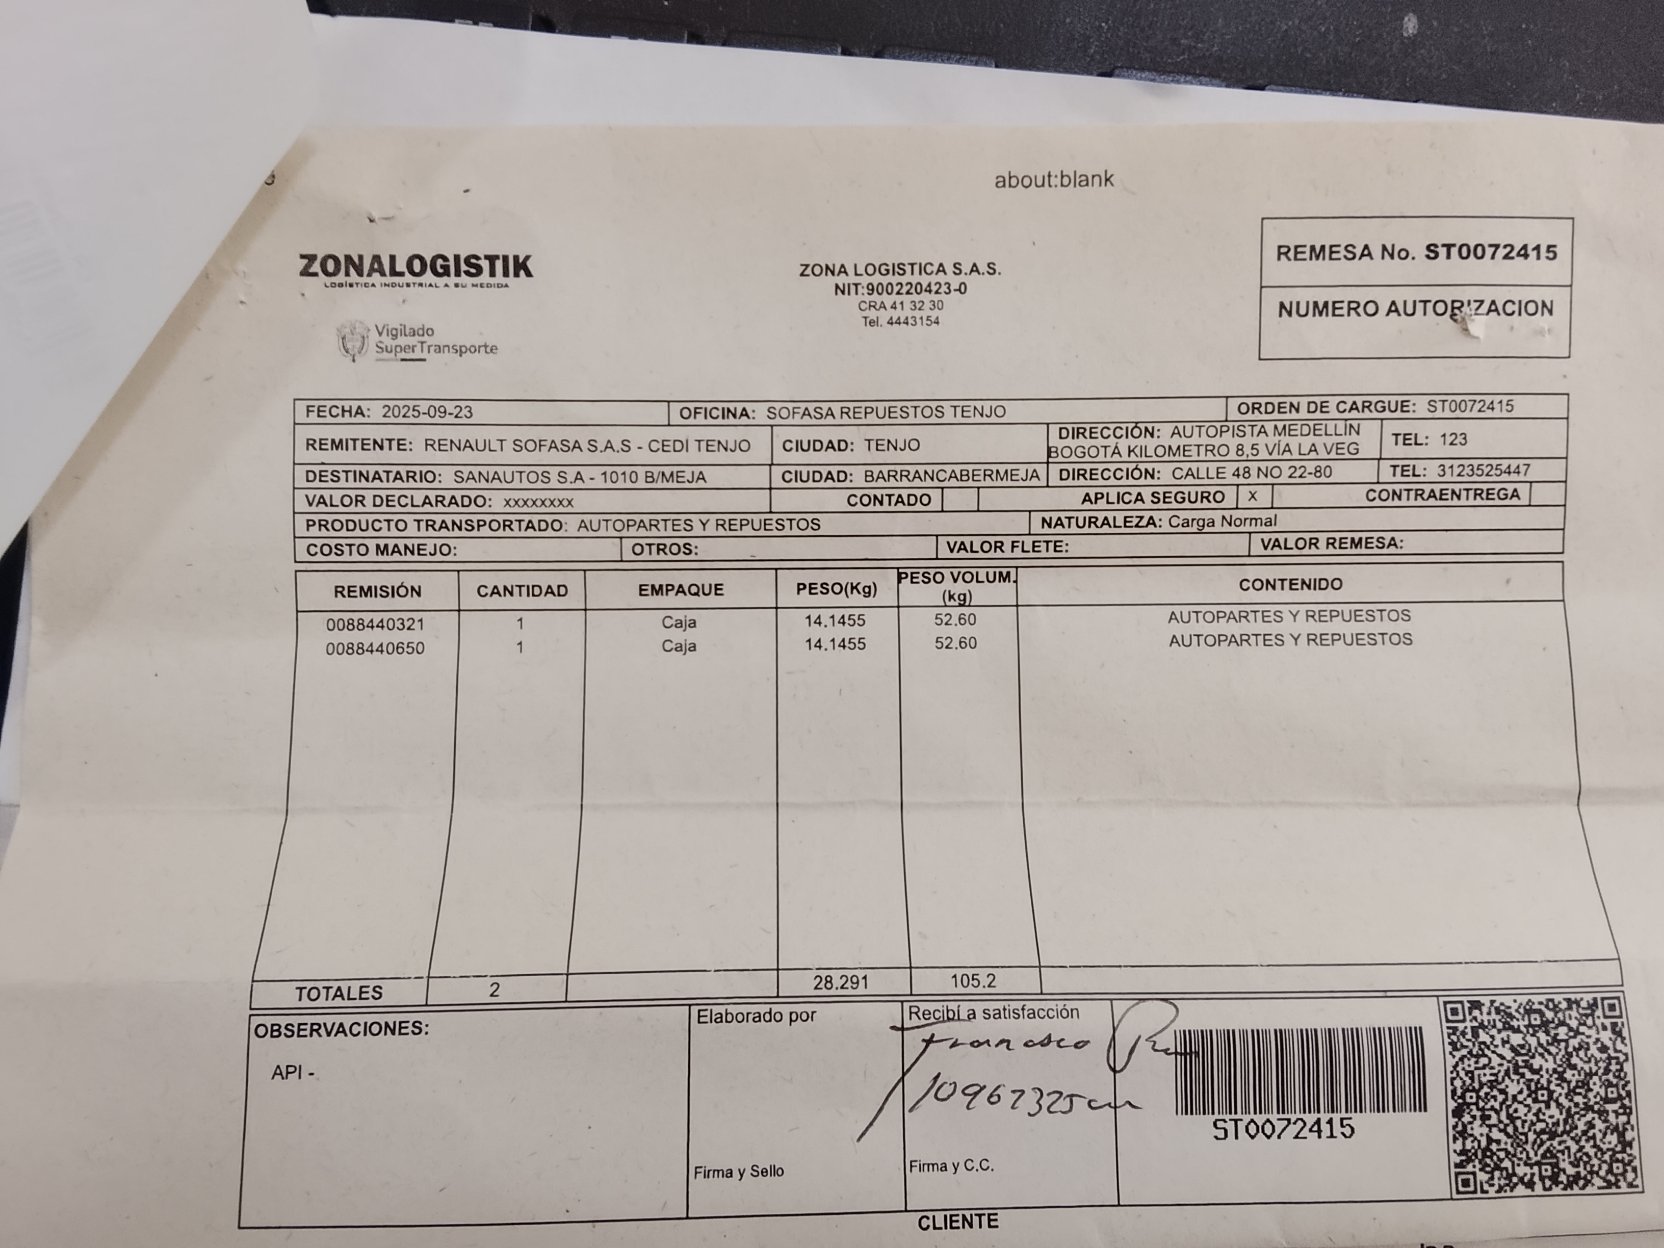 about:blank
ZONALOGISTIK
LOGÍSTICA INDUSTRIAL A SU MEDIDA
Vigilado
SuperTransporte
ZONA LOGISTICA S.A.S.
NIT:900220423-0
CRA 41 32 30
Tel. 4443154
REMESA No. ST0072415
NUMERO AUTORIZACION
FECHA: 2025-09-23 OFICINA: SOFASA REPUESTOS TENJO ORDEN DE CARGUE: ST0072415
REMITENTE: RENAULT SOFASA S.A.S - CEDI TENJO CIUDAD: TENJO DIRECCIÓN: AUTOPISTA MEDELLÍN BOGOTÁ KILOMETRO 8,5 VÍA LA VEG TEL: 123
DESTINATARIO: SANAUTOS S.A - 1010 B/MEJA CIUDAD: BARRANCABERMEJA DIRECCIÓN: CALLE 48 NO 22-80 TEL: 3123525447
VALOR DECLARADO: xxxxxxxx CONTADO APLICA SEGURO X CONTRAENTREGA
PRODUCTO TRANSPORTADO: AUTOPARTES Y REPUESTOS NATURALEZA: Carga Normal
COSTO MANEJO: OTROS: VALOR FLETE: VALOR REMESA:
REMISIÓN CANTIDAD EMPAQUE PESO(Kg) PESO VOLUM. (kg) CONTENIDO
0088440321 1 Caja 14.1455 52.60 AUTOPARTES Y REPUESTOS
0088440650 1 Caja 14.1455 52.60 AUTOPARTES Y REPUESTOS
TOTALES 2 28.291 105.2
OBSERVACIONES:
API -
Elaborado por
Firma y Sello
Recibí a satisfacción
Francisco
Firma y C.C.
ST0072415
CLIENTE